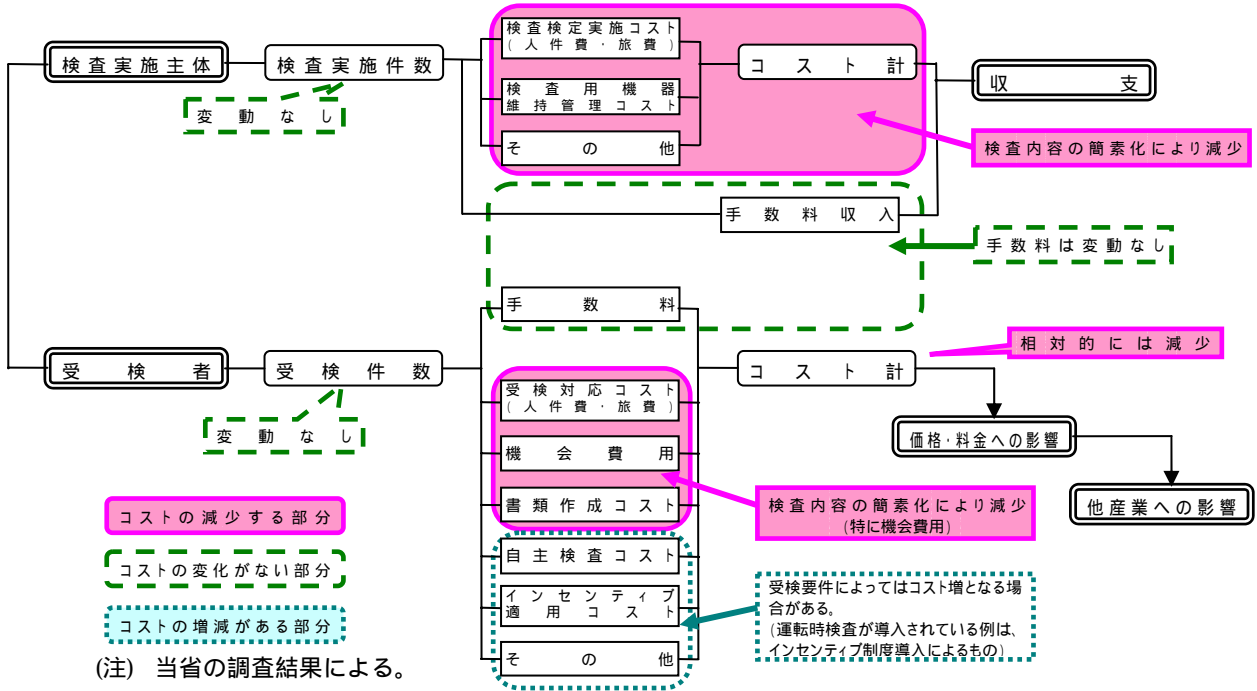 検査検定実施コスト
(人件費・旅費)
検査実施主体
検査実施件数
コスト計
収支
変動なし
検査用機器
維持管理コスト
その他
検査内容の簡素化により減少
手数料収入
手数料は変動なし
手数料
相対的には減少
受検者
受検件数
コスト計
受検対応コスト
(人件費・旅費)
変動なし
価格・料金への影響
機会費用
他産業への影響
書類作成コスト
検査内容の簡素化により減少
(特に機会費用)
コストの減少する部分
コストの変化がない部分
コストの増減がある部分
自主検査コスト
インセンティブ
適用コスト
その他
受検要件によってはコスト増となる場
合がある。
(運転時検査が導入されている例は、
インセンティブ制度導入によるもの)
(注) 当省の調査結果による。